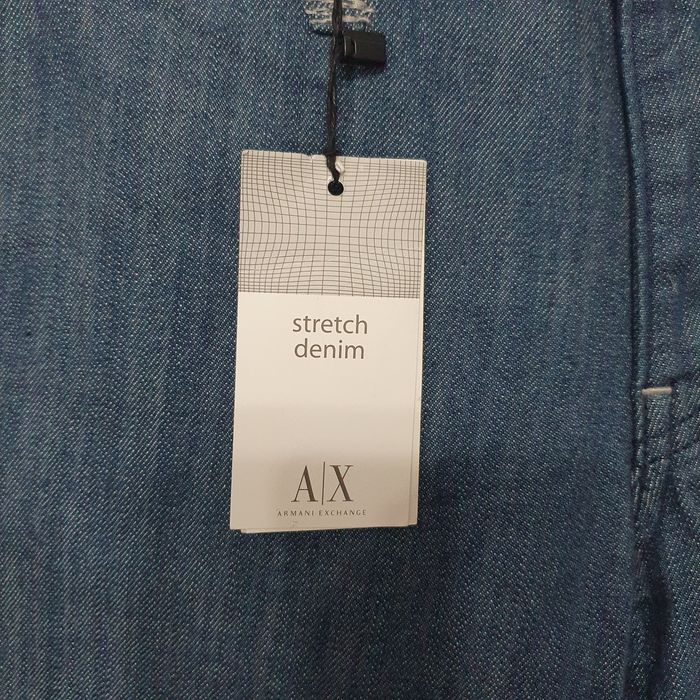 stretch
denim
A|X
ARMANI EXCHANGE